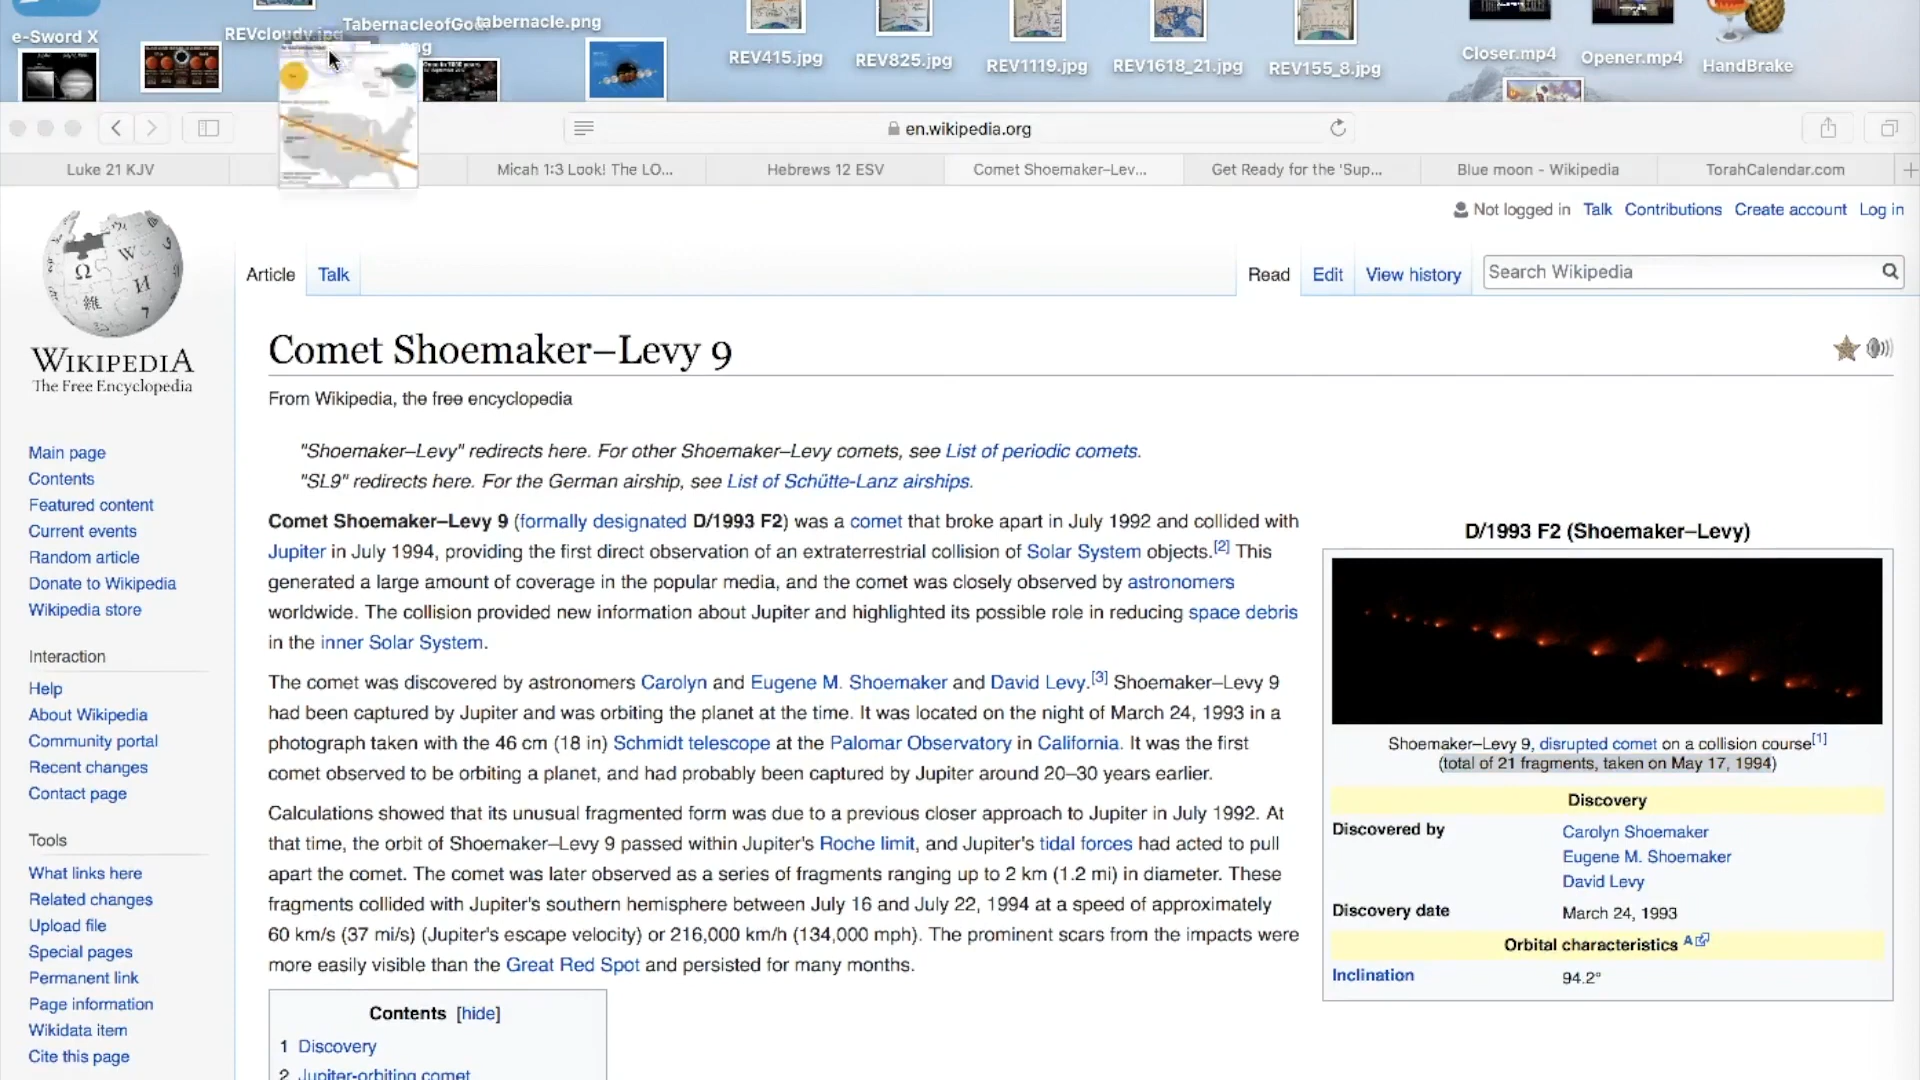 e-Sword X
REVcloudy.jpg
TabernacleofGod
tabernacle.png
REV415.jpg
REV825.jpg
REV1119.jpg
REV1618_21.jpg
REV155_8.jpg
Closer.mp4
Opener.mp4
HandBrake
en.wikipedia.org
Luke 21 KJV
Micah 1:3 Look! The LO...
Hebrews 12 ESV
Comet Shoemaker–Lev...
Get Ready for the 'Sup...
Blue moon - Wikipedia
TorahCalendar.com
Not logged in Talk Contributions Create account Log in
Article Talk
Read Edit View history
Search Wikipedia
WIKIPEDIA
The Free Encyclopedia
Main page
Contents
Featured content
Current events
Random article
Donate to Wikipedia
Wikipedia store
Interaction
Help
About Wikipedia
Community portal
Recent changes
Contact page
Tools
What links here
Related changes
Upload file
Special pages
Permanent link
Page information
Wikidata item
Cite this page
Comet Shoemaker–Levy 9
From Wikipedia, the free encyclopedia
"Shoemaker–Levy" redirects here. For other Shoemaker–Levy comets, see List of periodic comets.
"SL9" redirects here. For the German airship, see List of Schütte-Lanz airships.
Comet Shoemaker–Levy 9 (formally designated D/1993 F2) was a comet that broke apart in July 1992 and collided with
Jupiter in July 1994, providing the first direct observation of an extraterrestrial collision of Solar System objects.[2] This
generated a large amount of coverage in the popular media, and the comet was closely observed by astronomers
worldwide. The collision provided new information about Jupiter and highlighted its possible role in reducing space debris
in the inner Solar System.
The comet was discovered by astronomers Carolyn and Eugene M. Shoemaker and David Levy.[3] Shoemaker–Levy 9
had been captured by Jupiter and was orbiting the planet at the time. It was located on the night of March 24, 1993 in a
photograph taken with the 46 cm (18 in) Schmidt telescope at the Palomar Observatory in California. It was the first
comet observed to be orbiting a planet, and had probably been captured by Jupiter around 20–30 years earlier.
Calculations showed that its unusual fragmented form was due to a previous closer approach to Jupiter in July 1992. At
that time, the orbit of Shoemaker–Levy 9 passed within Jupiter's Roche limit, and Jupiter's tidal forces had acted to pull
apart the comet. The comet was later observed as a series of fragments ranging up to 2 km (1.2 mi) in diameter. These
fragments collided with Jupiter's southern hemisphere between July 16 and July 22, 1994 at a speed of approximately
60 km/s (37 mi/s) (Jupiter's escape velocity) or 216,000 km/h (134,000 mph). The prominent scars from the impacts were
more easily visible than the Great Red Spot and persisted for many months.
Contents [hide]
1 Discovery
2 Jupiter-orbiting comet
D/1993 F2 (Shoemaker–Levy)
Shoemaker–Levy 9, disrupted comet on a collision course[1]
(total of 21 fragments, taken on May 17, 1994)
Discovery
Discovered by Carolyn Shoemaker
Eugene M. Shoemaker
David Levy
Discovery date March 24, 1993
Orbital characteristics A
Inclination 94.2°